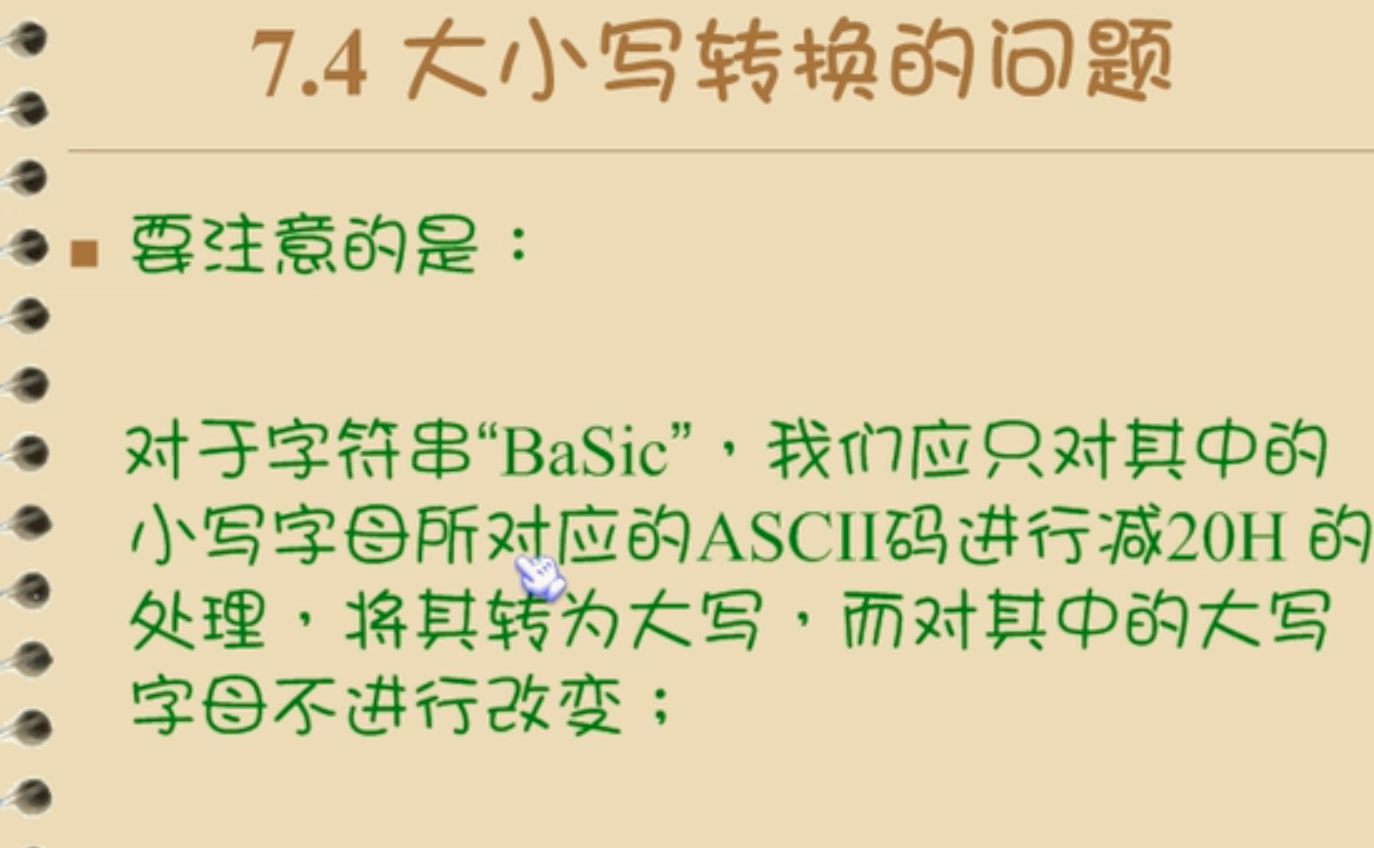 7.4 大小写转换的问题
要注意的是：
对于字符串“BaSic”，我们应只对其中的
小写字母所对应的ASCII码进行减20H 的
处理，将其转为大写，而对其中的大写
字母不进行改变；